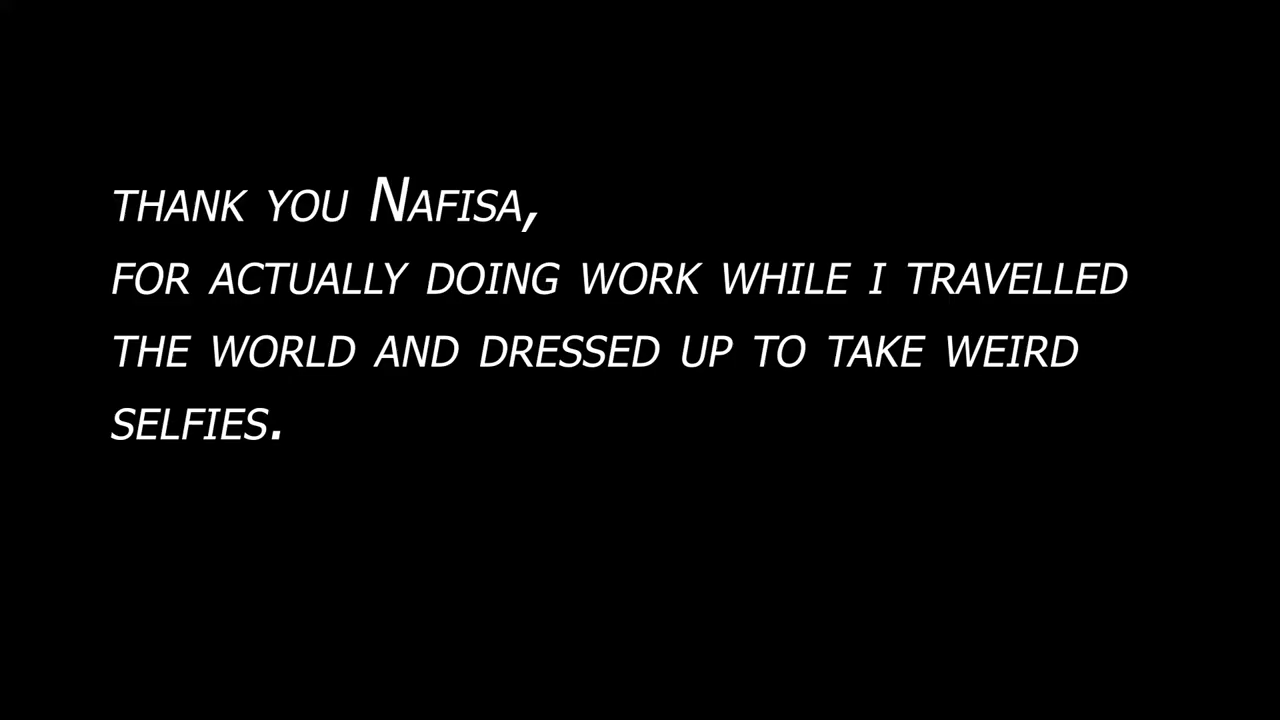 THANK YOU NAFISA,
FOR ACTUALLY DOING WORK WHILE I TRAVELLED
THE WORLD AND DRESSED UP TO TAKE WEIRD
SELFIES.